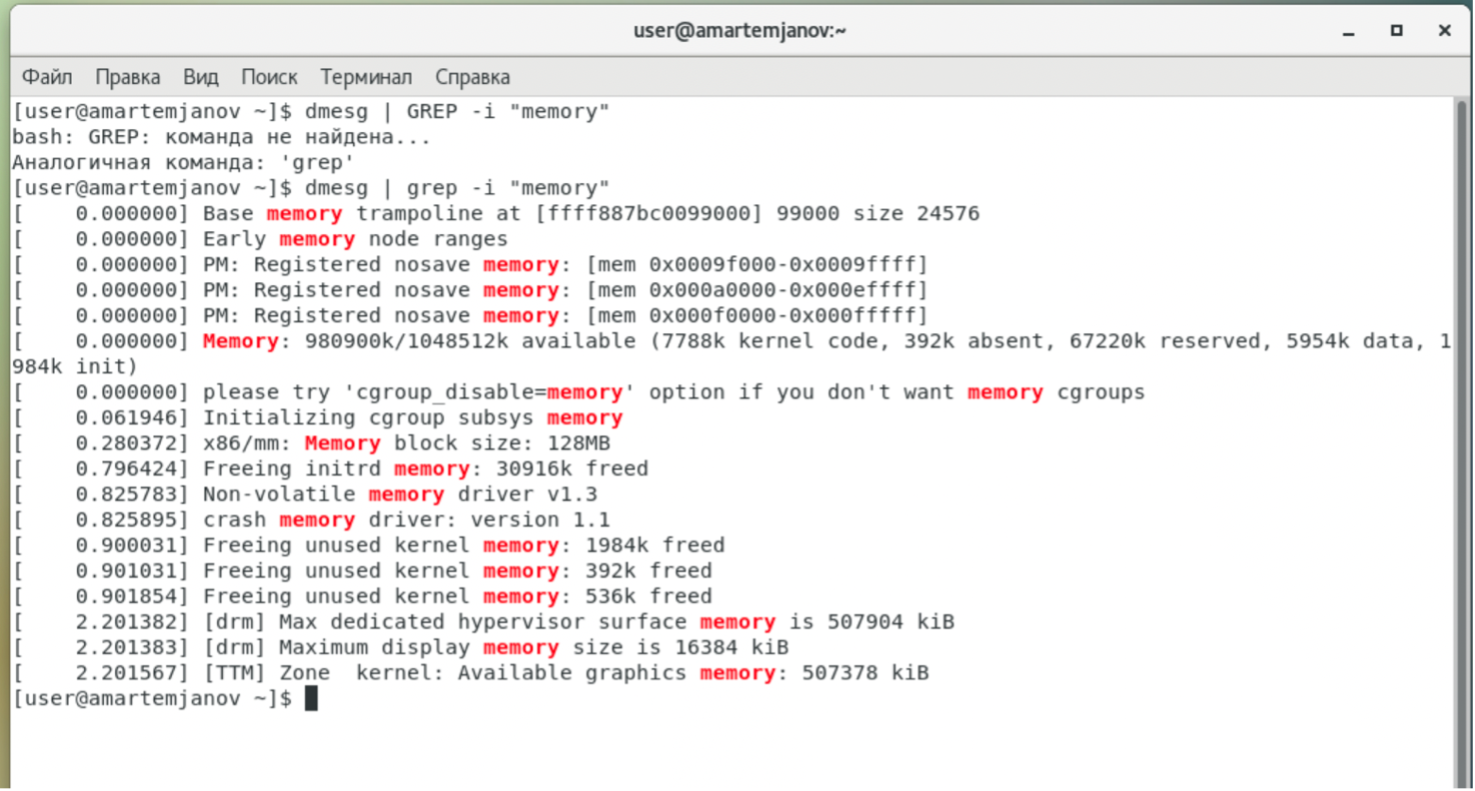 user@amartemjanov:~
Файл Правка Вид Поиск Терминал Справка
[user@amartemjanov ~]$ dmesg | GREP -i "memory"
bash: GREP: команда не найдена...
Аналогичная команда: 'grep'
[user@amartemjanov ~]$ dmesg | grep -i "memory"
[    0.000000] Base memory trampoline at [ffff887bc0099000] 99000 size 24576
[    0.000000] Early memory node ranges
[    0.000000] PM: Registered nosave memory: [mem 0x0009f000-0x0009ffff]
[    0.000000] PM: Registered nosave memory: [mem 0x000a0000-0x000effff]
[    0.000000] PM: Registered nosave memory: [mem 0x000f0000-0x000fffff]
[    0.000000] Memory: 980900k/1048512k available (7788k kernel code, 392k absent, 67220k reserved, 5954k data, 1
984k init)
[    0.000000] please try 'cgroup_disable=memory' option if you don't want memory cgroups
[    0.061946] Initializing cgroup subsys memory
[    0.280372] x86/mm: Memory block size: 128MB
[    0.796424] Freeing initrd memory: 30916k freed
[    0.825783] Non-volatile memory driver v1.3
[    0.825895] crash memory driver: version 1.1
[    0.900031] Freeing unused kernel memory: 1984k freed
[    0.901031] Freeing unused kernel memory: 392k freed
[    0.901854] Freeing unused kernel memory: 536k freed
[    2.201382] [drm] Max dedicated hypervisor surface memory is 507904 kiB
[    2.201383] [drm] Maximum display memory size is 16384 kiB
[    2.201567] [TTM] Zone  kernel: Available graphics memory: 507378 kiB
[user@amartemjanov ~]$